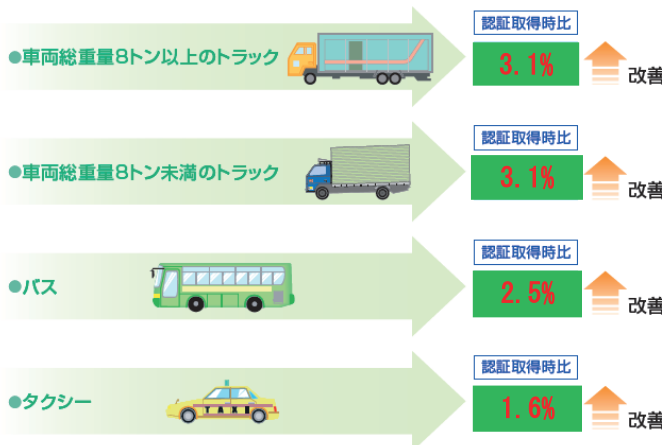 認証取得時比
●車両総重量8トン以上のトラック
3.1%
改善
認証取得時比
●車両総重量8トン未満のトラック
3.1%
改善
認証取得時比
●バス
2.5%
改善
認証取得時比
●タクシー
TAXI
1.6%
改善